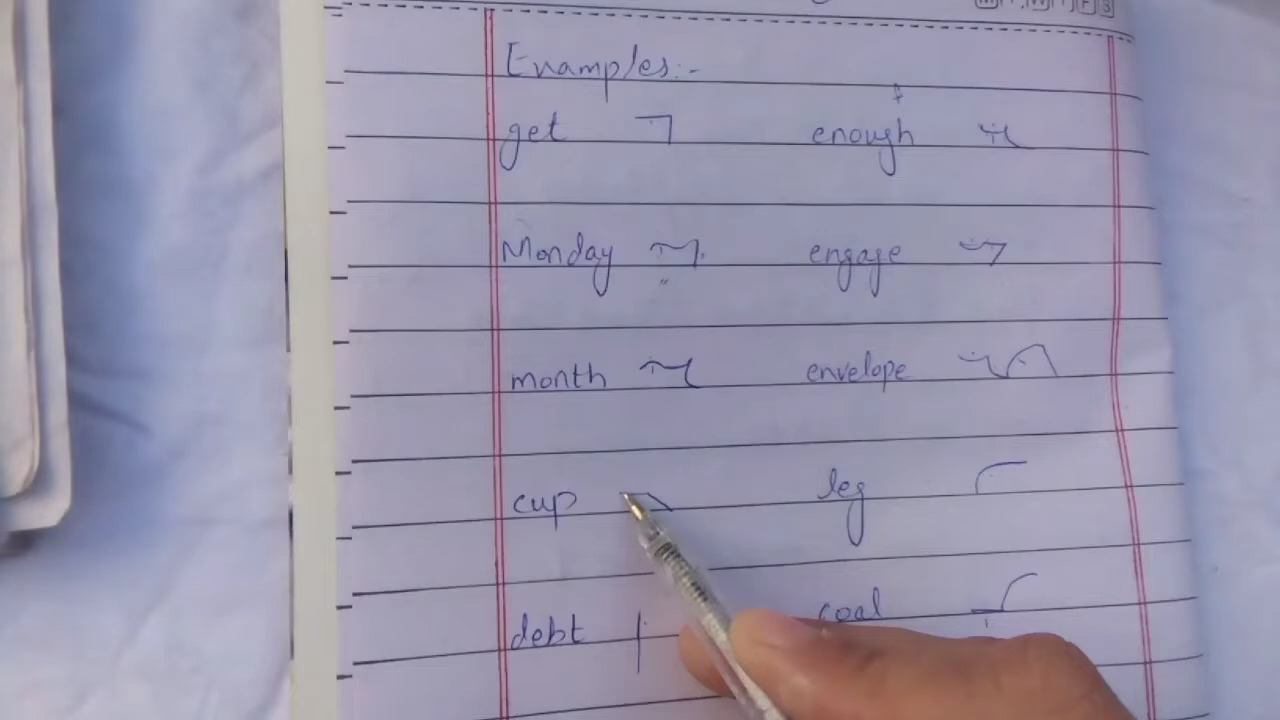 Examples:-
get enough
Monday engage
month envelope
cup leg
debt coal